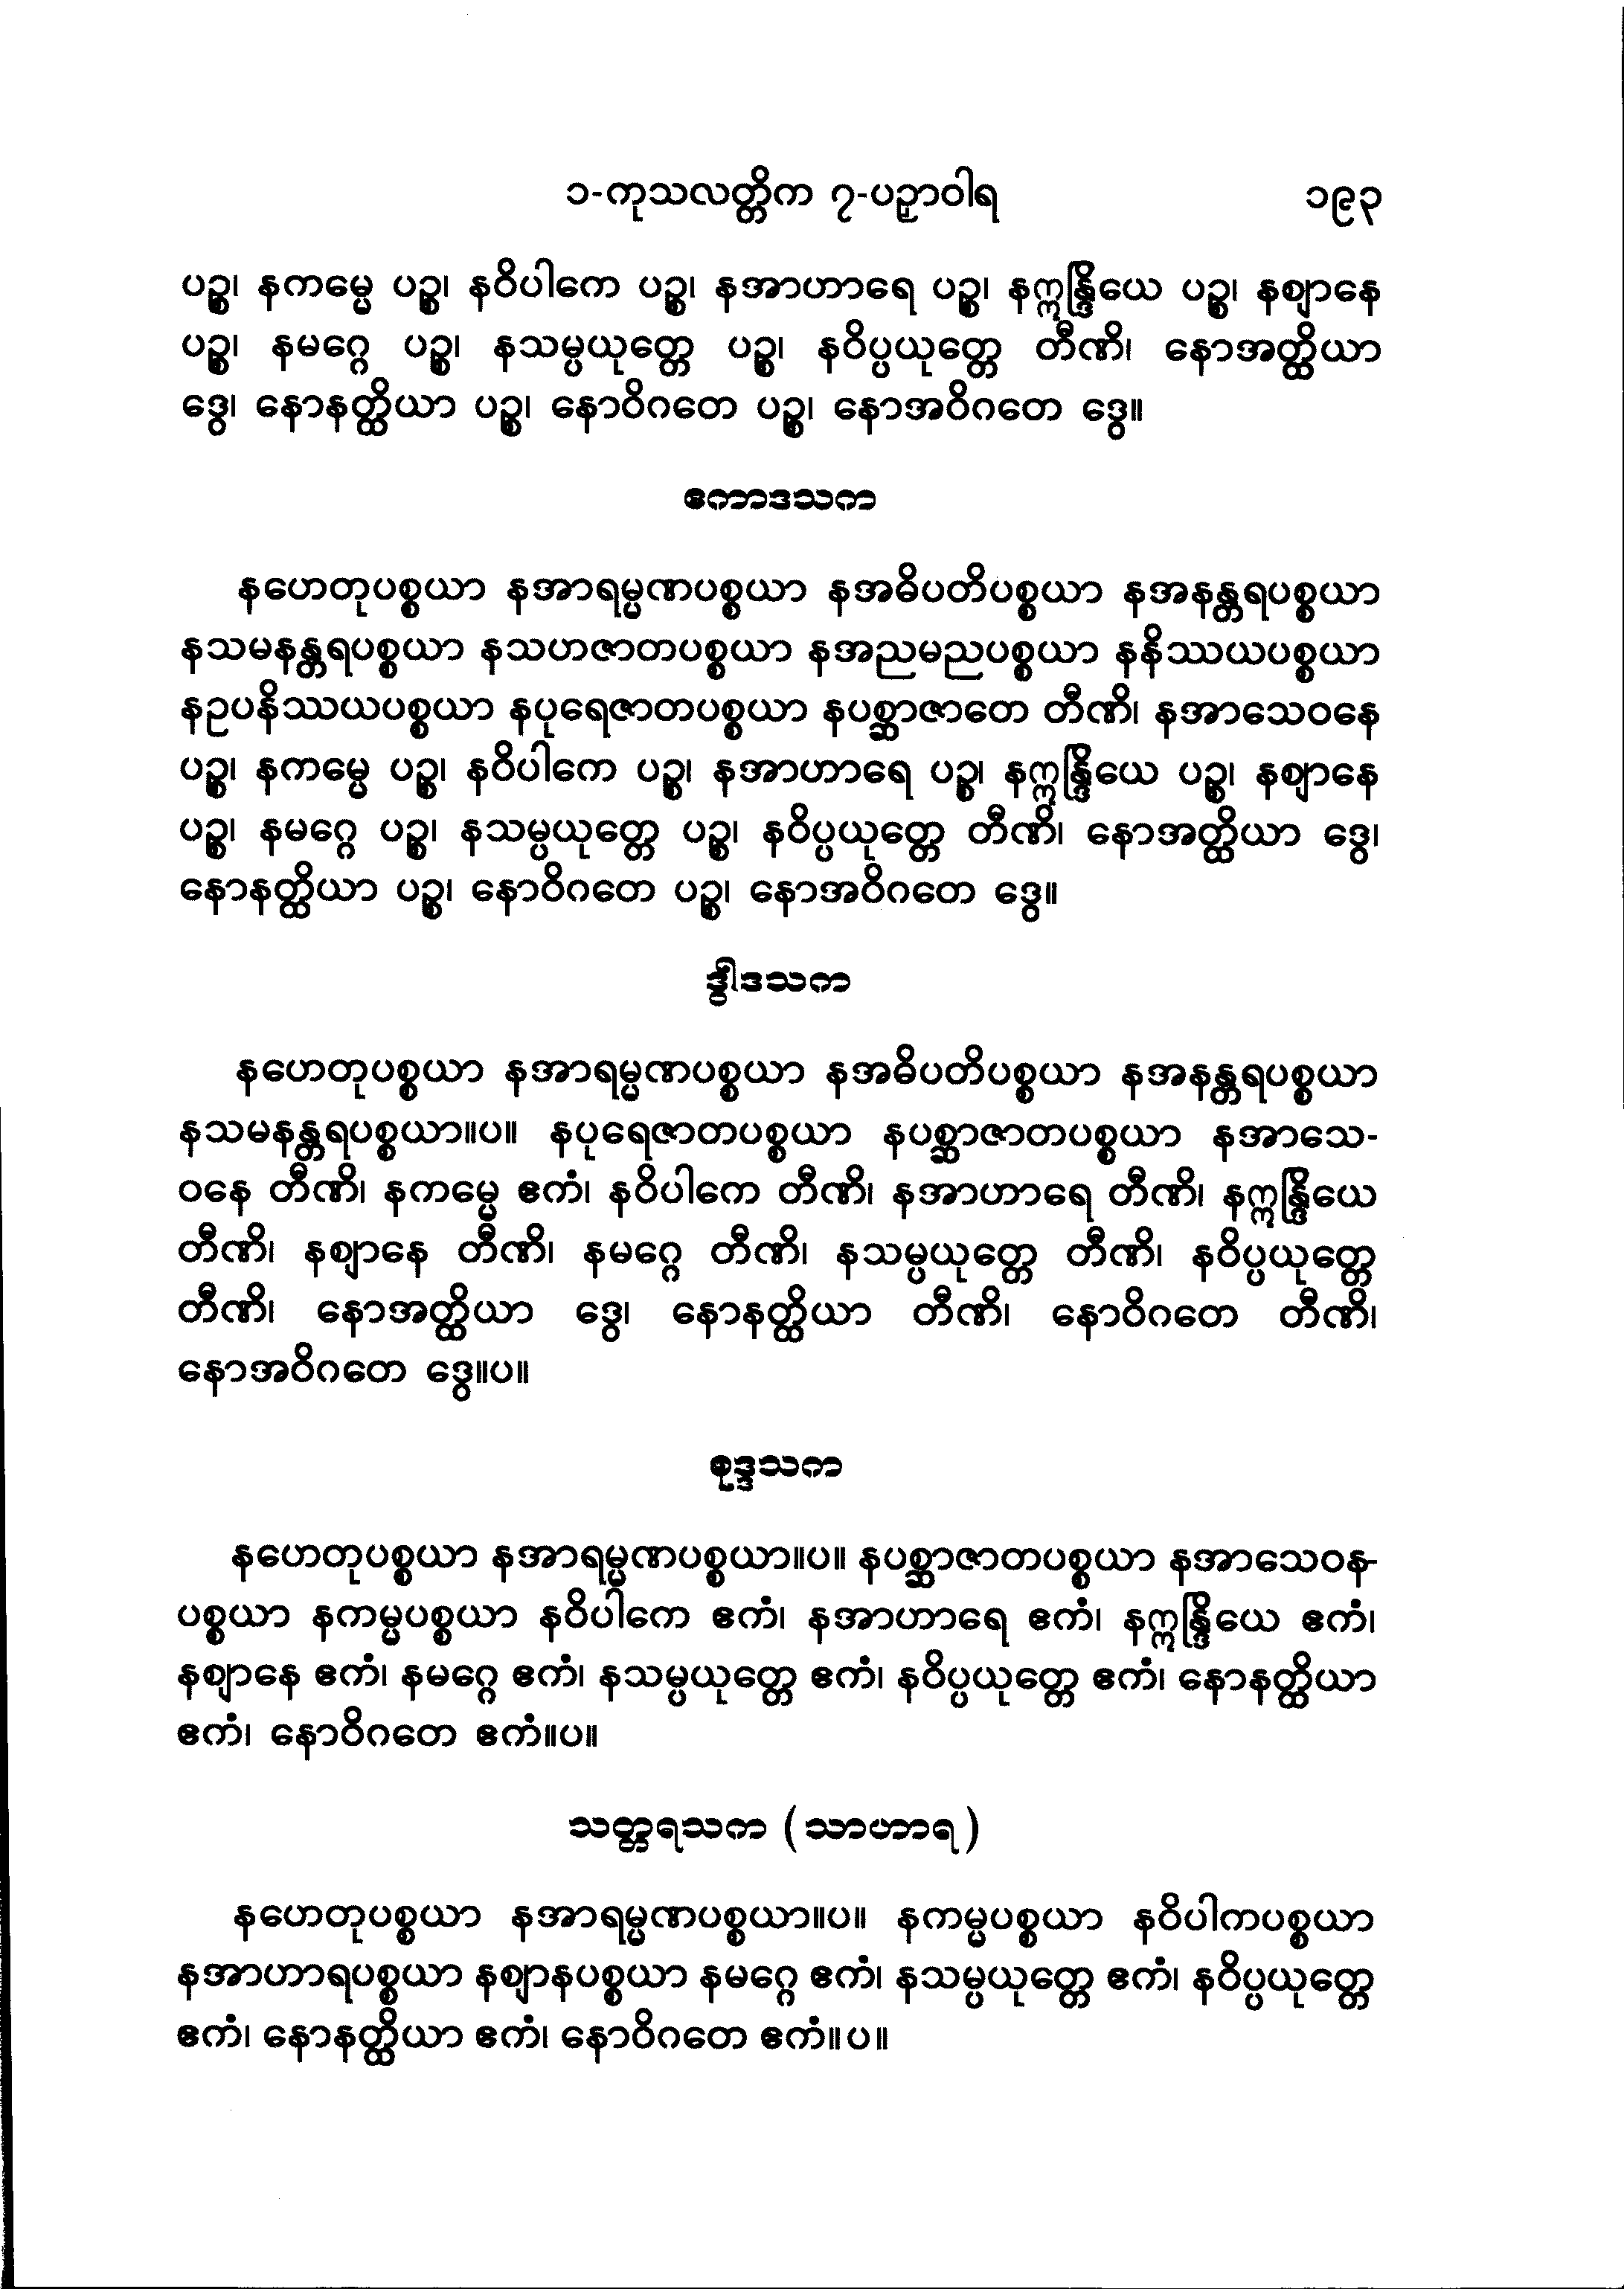 ၁-ကုသလတ္တိက ၇-ပဉှာဝါရ ၁၉၃
ပဉ္စ၊ နကမ္မေ ပဉ္စ၊ နဝိပါကေ ပဉ္စ၊ နအာဟာရေ ပဉ္စ၊ နဣန္ဒြိယေ ပဉ္စ၊ နဈာနေ
ပဉ္စ၊ နမဂ္ဂေ ပဉ္စ၊ နသမ္ပယုတ္တေ ပဉ္စ၊ နဝိပ္ပယုတ္တေ တီဏိ၊ နောအတ္ထိယာ
ဒွေ၊ နောနတ္ထိယာ ပဉ္စ၊ နောဝိဂတေ ပဉ္စ၊ နောအဝိဂတေ ဒွေ။
ဧကာဒသက
နဟေတုပစ္စယာ နအာရမ္မဏပစ္စယာ နအဓိပတိပစ္စယာ နအနန္တရပစ္စယာ
နသမနန္တရပစ္စယာ နသဟဇာတပစ္စယာ နအညမညပစ္စယာ နနိဿယပစ္စယာ
နဥပနိဿယပစ္စယာ နပုရေဇာတပစ္စယာ နပစ္ဆာဇာတေ တီဏိ၊ နအာသေဝနေ
ပဉ္စ၊ နကမ္မေ ပဉ္စ၊ နဝိပါကေ ပဉ္စ၊ နအာဟာရေ ပဉ္စ၊ နဣန္ဒြိယေ ပဉ္စ၊ နဈာနေ
ပဉ္စ၊ နမဂ္ဂေ ပဉ္စ၊ နသမ္ပယုတ္တေ ပဉ္စ၊ နဝိပ္ပယုတ္တေ တီဏိ၊ နောအတ္ထိယာ ဒွေ၊
နောနတ္ထိယာ ပဉ္စ၊ နောဝိဂတေ ပဉ္စ၊ နောအဝိဂတေ ဒွေ။
ဒွါဒသက
နဟေတုပစ္စယာ နအာရမ္မဏပစ္စယာ နအဓိပတိပစ္စယာ နအနန္တရပစ္စယာ
နသမနန္တရပစ္စယာ။ပ။ နပုရေဇာတပစ္စယာ နပစ္ဆာဇာတပစ္စယာ နအာသေ-
ဝနေ တီဏိ၊ နကမ္မေ ဧကံ၊ နဝိပါကေ တီဏိ၊ နအာဟာရေ တီဏိ၊ နဣန္ဒြိယေ
တီဏိ၊ နဈာနေ တီဏိ၊ နမဂ္ဂေ တီဏိ၊ နသမ္ပယုတ္တေ တီဏိ၊ နဝိပ္ပယုတ္တေ
တီဏိ၊ နောအတ္ထိယာ ဒွေ၊ နောနတ္ထိယာ တီဏိ၊ နောဝိဂတေ တီဏိ၊
နောအဝိဂတေ ဒွေ။ပ။
စုဒ္ဒသက
နဟေတုပစ္စယာ နအာရမ္မဏပစ္စယာ။ပ။ နပစ္ဆာဇာတပစ္စယာ နအာသေဝန-
ပစ္စယာ နကမ္မပစ္စယာ နဝိပါကေ ဧကံ၊ နအာဟာရေ ဧကံ၊ နဣန္ဒြိယေ ဧကံ၊
နဈာနေ ဧကံ၊ နမဂ္ဂေ ဧကံ၊ နသမ္ပယုတ္တေ ဧကံ၊ နဝိပ္ပယုတ္တေ ဧကံ၊ နောနတ္ထိယာ
ဧကံ၊ နောဝိဂတေ ဧကံ။ပ။
သတ္တရသက (သာဟာရ)
နဟေတုပစ္စယာ နအာရမ္မဏပစ္စယာ။ပ။ နကမ္မပစ္စယာ နဝိပါကပစ္စယာ
နအာဟာရပစ္စယာ နဈာနပစ္စယာ နမဂ္ဂေ ဧကံ၊ နသမ္ပယုတ္တေ ဧကံ၊ နဝိပ္ပယုတ္တေ
ဧကံ၊ နောနတ္ထိယာ ဧကံ၊ နောဝိဂတေ ဧကံ။ပ။